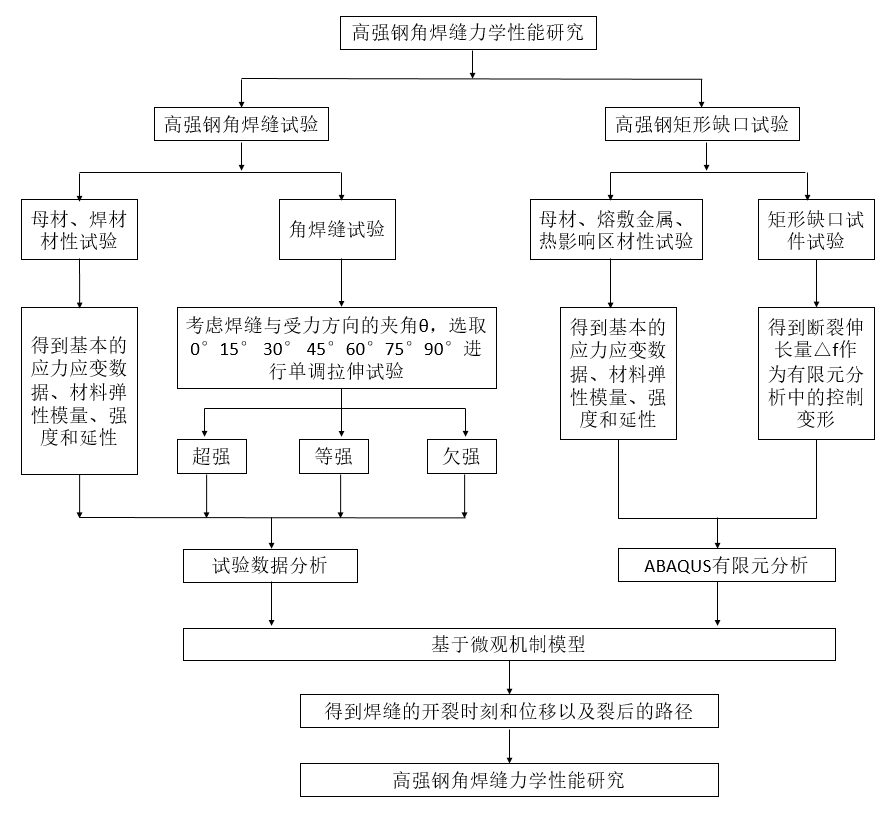 高强钢角焊缝力学性能研究
高强钢角焊缝试验
高强钢矩形缺口试验
母材、焊材
材性试验
角焊缝试验
母材、熔敷金属、
热影响区材性试验
矩形缺口试
件试验
得到基本的
应力应变数
据、材料弹
性模量、强
度和延性
考虑焊缝与受力方向的夹角θ，选取
0°15° 30° 45°60°75°90°进
行单调拉伸试验
超强
等强
欠强
得到基本的
应力应变数
据、材料弹
性模量、强
度和延性
得到断裂伸
长量△f作
为有限元分
析中的控制
变形
试验数据分析
ABAQUS有限元分析
基于微观机制模型
得到焊缝的开裂时刻和位移以及裂后的路径
高强钢角焊缝力学性能研究